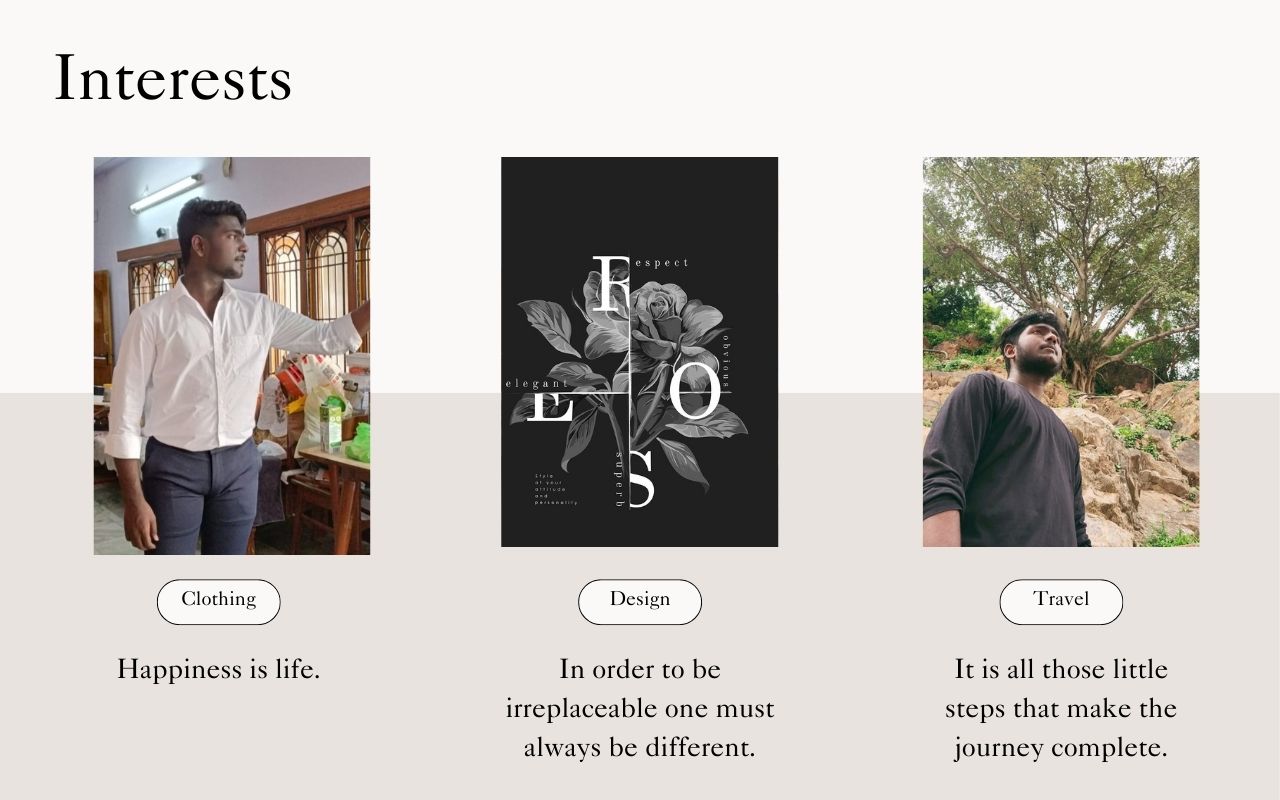 Interests
R
espect
obvious
elegant
E
O
superb
S
Style
of your
attitude
and
personality
Clothing
Happiness is life.
Design
In order to be
irreplaceable one must
always be different.
Travel
It is all those little
steps that make the
journey complete.